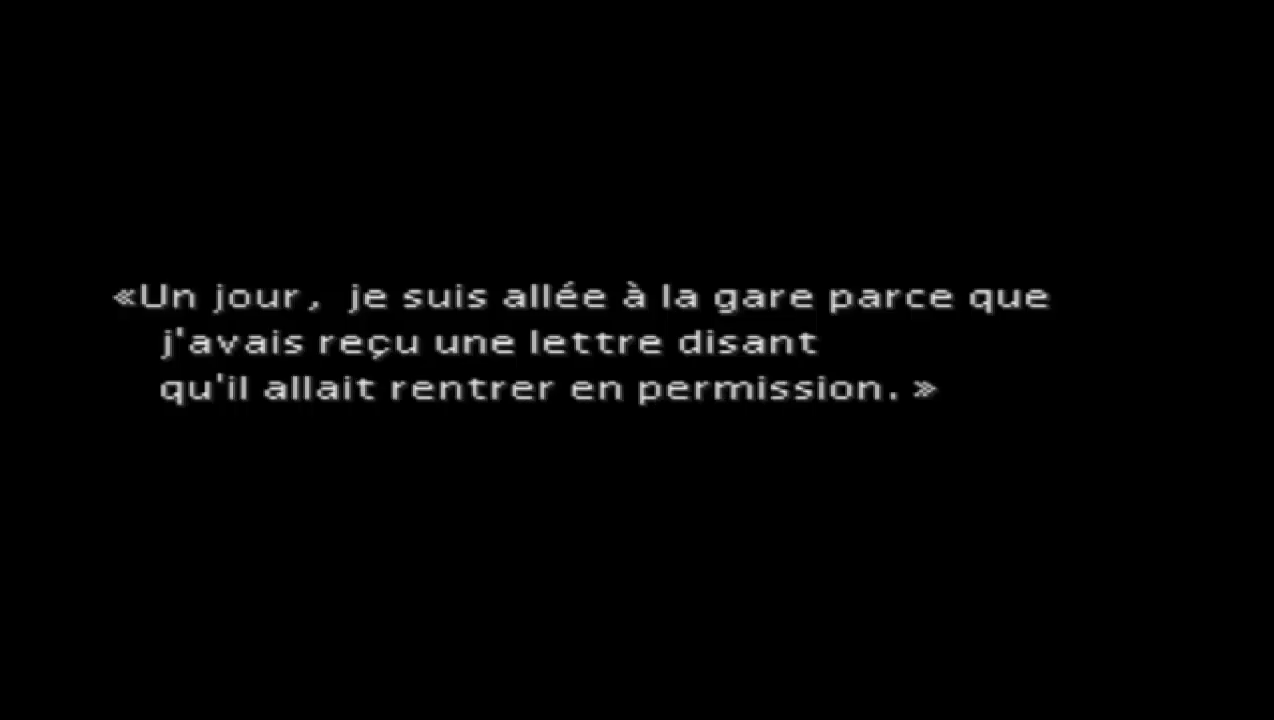 «Un jour, je suis allée à la gare parce que
j'avais reçu une lettre disant
qu'il allait rentrer en permission. »